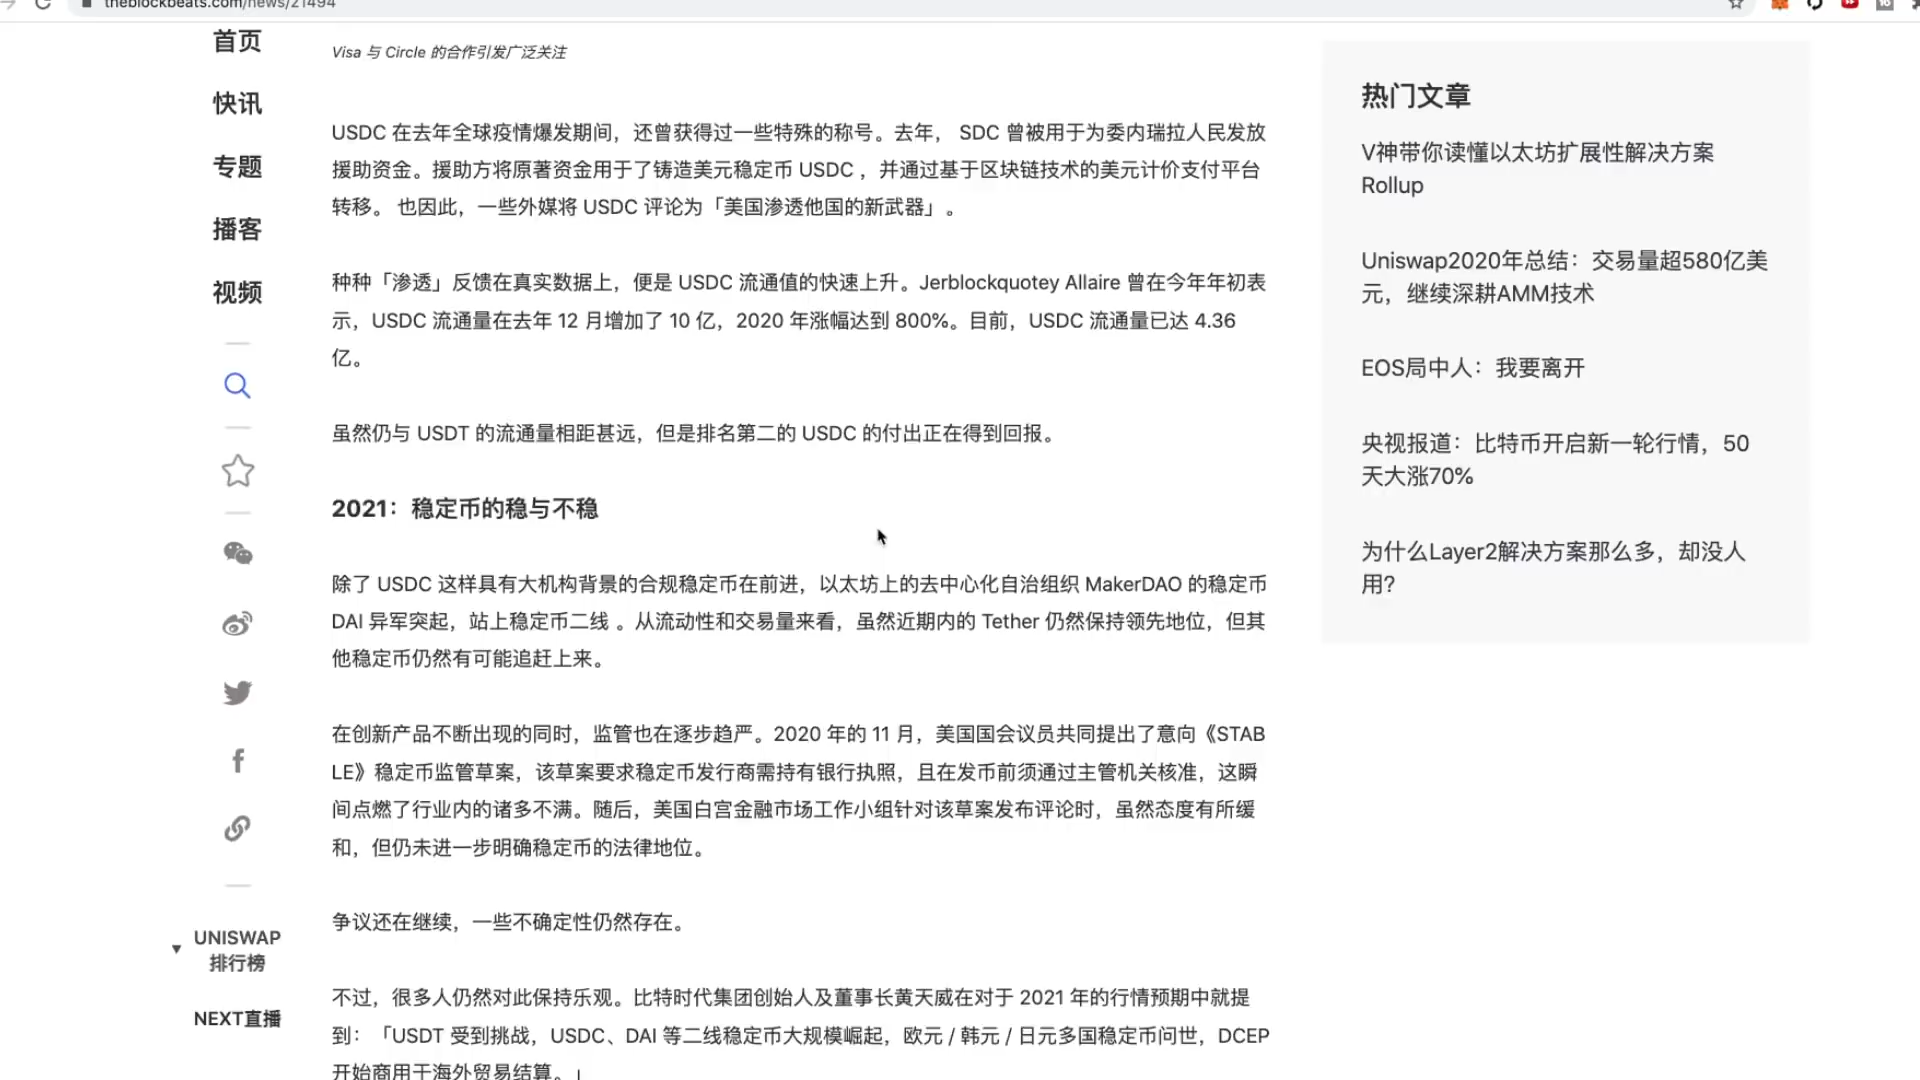 theblockbeats.com/news/21494
首页
快讯
专题
播客
视频
UNISWAP
排行榜
NEXT直播
Visa 与 Circle 的合作引发广泛关注
USDC 在去年全球疫情爆发期间，还曾获得过一些特殊的称号。去年， SDC 曾被用于为委内瑞拉人民发放
援助资金。援助方将原著资金用于了铸造美元稳定币 USDC ，并通过基于区块链技术的美元计价支付平台
转移。 也因此，一些外媒将 USDC 评论为「美国渗透他国的新武器」。
种种「渗透」反馈在真实数据上，便是 USDC 流通值的快速上升。Jerblockquotey Allaire 曾在今年年初表
示，USDC 流通量在去年 12 月增加了 10 亿，2020 年涨幅达到 800%。目前，USDC 流通量已达 4.36
亿。
虽然仍与 USDT 的流通量相距甚远，但是排名第二的 USDC 的付出正在得到回报。
2021：稳定币的稳与不稳
除了 USDC 这样具有大机构背景的合规稳定币在前进，以太坊上的去中心化自治组织 MakerDAO 的稳定币
DAI 异军突起，站上稳定币二线 。从流动性和交易量来看，虽然近期内的 Tether 仍然保持领先地位，但其
他稳定币仍然有可能追赶上来。
在创新产品不断出现的同时，监管也在逐步趋严。2020 年的 11 月，美国国会议员共同提出了意向《STAB
LE》稳定币监管草案，该草案要求稳定币发行商需持有银行执照，且在发币前须通过主管机关核准，这瞬
间点燃了行业内的诸多不满。随后，美国白宫金融市场工作小组针对该草案发布评论时，虽然态度有所缓
和，但仍未进一步明确稳定币的法律地位。
争议还在继续，一些不确定性仍然存在。
不过，很多人仍然对此保持乐观。比特时代集团创始人及董事长黄天威在对于 2021 年的行情预期中就提
到：「USDT 受到挑战，USDC、DAI 等二线稳定币大规模崛起，欧元 / 韩元 / 日元多国稳定币问世，DCEP
开始商用于海外贸易结算。」
热门文章
V神带你读懂以太坊扩展性解决方案
Rollup
Uniswap2020年总结：交易量超580亿美
元，继续深耕AMM技术
EOS局中人：我要离开
央视报道：比特币开启新一轮行情，50
天大涨70%
为什么Layer2解决方案那么多，却没人
用?